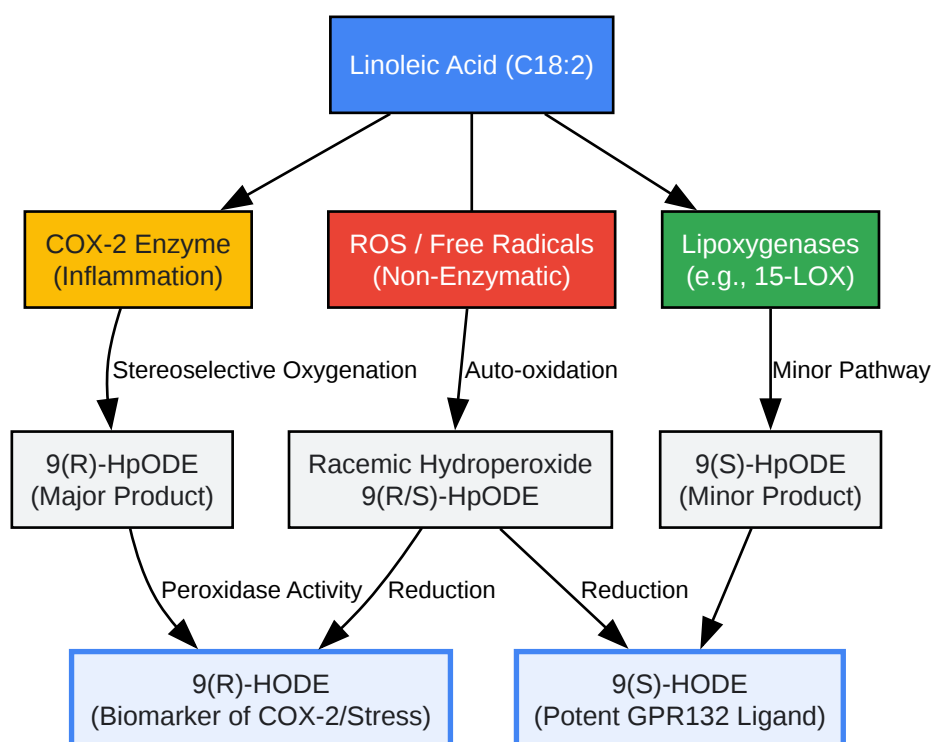 Linoleic Acid (C18:2)
COX-2 Enzyme
(Inflammation)
ROS / Free Radicals
(Non-Enzymatic)
Lipoxygenases
(e.g., 15-LOX)
Stereoselective Oxygenation
Auto-oxidation
Minor Pathway
9(R)-HpODE
(Major Product)
Racemic Hydroperoxide
9(R/S)-HpODE
9(S)-HpODE
(Minor Product)
Peroxidase Activity
Reduction
Reduction
9(R)-HODE
(Biomarker of COX-2/Stress)
9(S)-HODE
(Potent GPR132 Ligand)